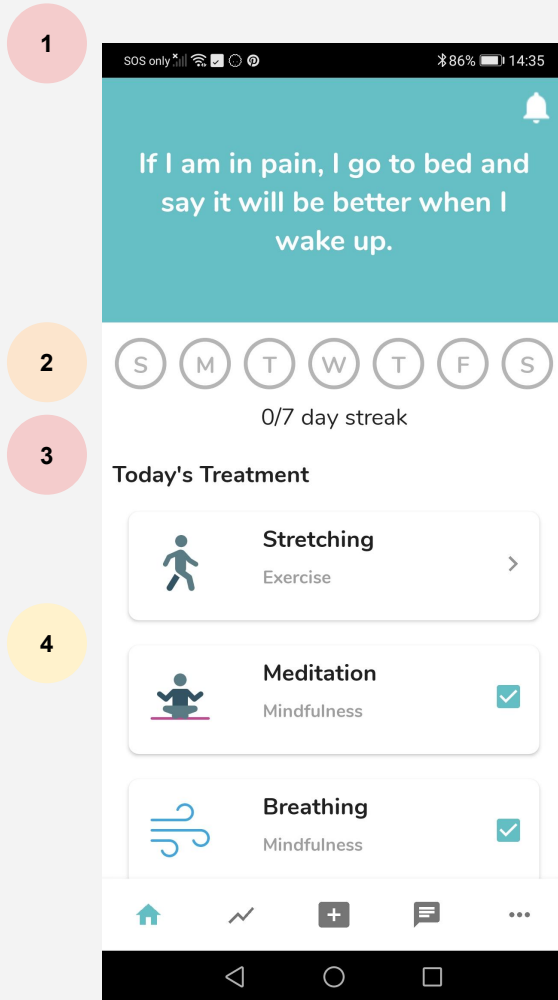 1
SOS only 86% 14:35
If I am in pain, I go to bed and
say it will be better when I
wake up.
2
S M T W T F S
0/7 day streak
3
Today's Treatment
Stretching
Exercise
4
Meditation
Mindfulness
Breathing
Mindfulness